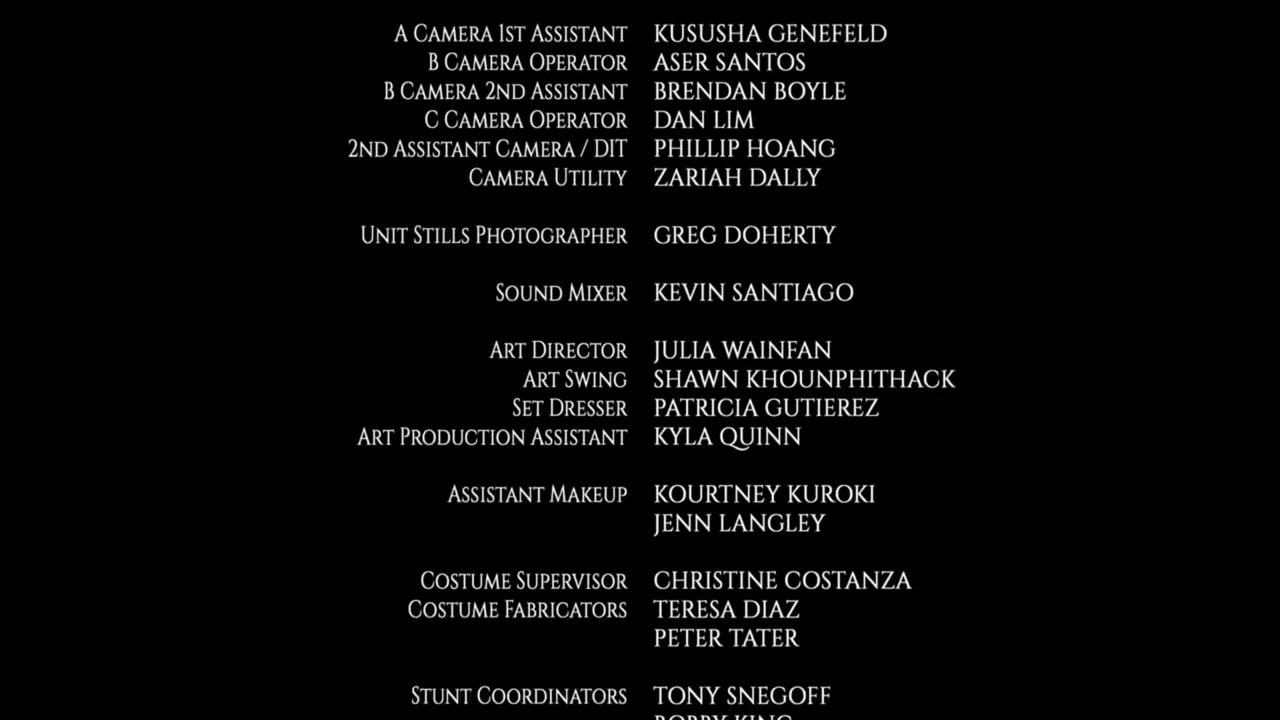 A Camera 1st Assistant KUSUSHA GENEFELD
B Camera Operator ASER SANTOS
B Camera 2nd Assistant BRENDAN BOYLE
C Camera Operator DAN LIM
2nd Assistant Camera / DIT PHILLIP HOANG
Camera Utility ZARIAH DALLY
Unit Stills Photographer GREG DOHERTY
Sound Mixer KEVIN SANTIAGO
Art Director JULIA WAINFAN
Art Swing SHAWN KHOUNPHITHACK
Set Dresser PATRICIA GUTIEREZ
Art Production Assistant KYLA QUINN
Assistant Makeup KOURTNEY KUROKI
JENN LANGLEY
Costume Supervisor CHRISTINE COSTANZA
Costume Fabricators TERESA DIAZ
PETER TATER
Stunt Coordinators TONY SNEGOFF